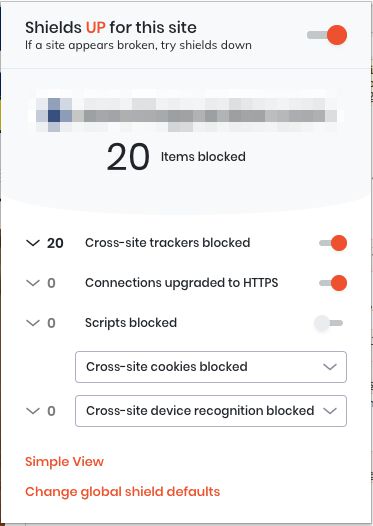 Shields UP for this site
If a site appears broken, try shields down
20 Items blocked
20 Cross-site trackers blocked
0 Connections upgraded to HTTPS
0 Scripts blocked
Cross-site cookies blocked
0 Cross-site device recognition blocked
Simple View
Change global shield defaults